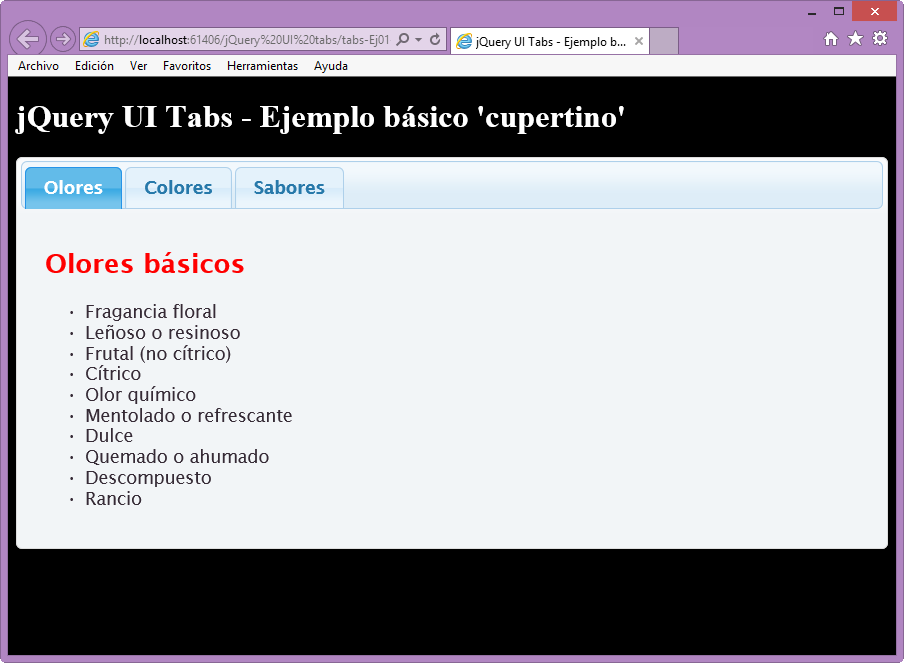 http://localhost:61406/jQuery%20UI%20tabs/tabs-Ej01
jQuery UI Tabs - Ejemplo b...
Archivo Edición Ver Favoritos Herramientas Ayuda
jQuery UI Tabs - Ejemplo básico 'cupertino'
Olores Colores Sabores
Olores básicos
· Fragancia floral
· Leñoso o resinoso
· Frutal (no cítrico)
· Cítrico
· Olor químico
· Mentolado o refrescante
· Dulce
· Quemado o ahumado
· Descompuesto
· Rancio